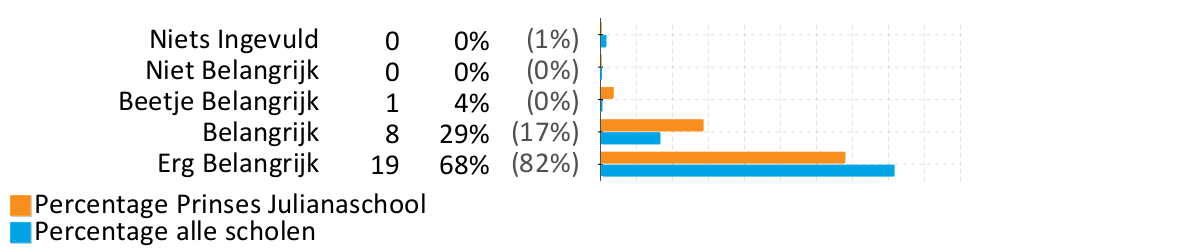 Niets Ingevuld 0 0% (1%)
Niet Belangrijk 0 0% (0%)
Beetje Belangrijk 1 4% (0%)
Belangrijk 8 29% (17%)
Erg Belangrijk 19 68% (82%)
Percentage Prinses Julianaschool
Percentage alle scholen